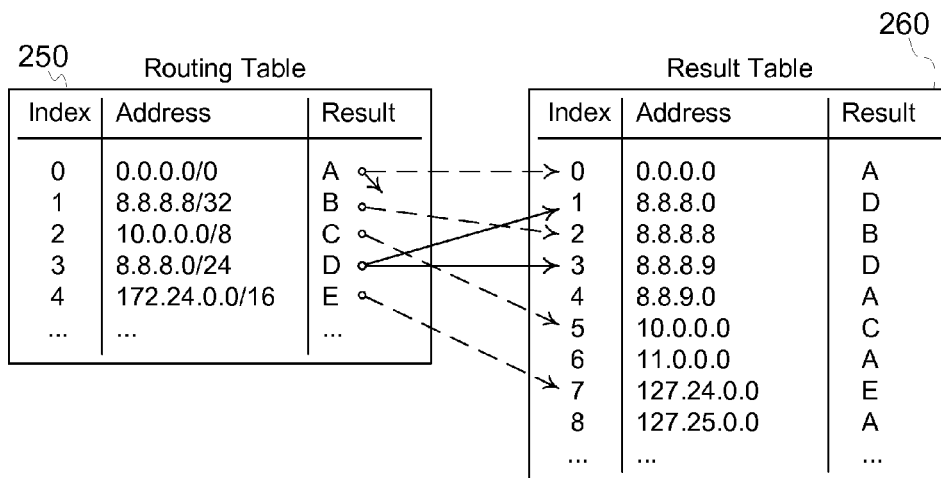 250
Routing Table
Index Address Result
0 0.0.0.0/0 A
1 8.8.8.8/32 B
2 10.0.0.0/8 C
3 8.8.8.0/24 D
4 172.24.0.0/16 E
... ... ...
260
Result Table
Index Address Result
0 0.0.0.0 A
1 8.8.8.0 D
2 8.8.8.8 B
3 8.8.8.9 D
4 8.8.9.0 A
5 10.0.0.0 C
6 11.0.0.0 A
7 127.24.0.0 E
8 127.25.0.0 A
... ... ...